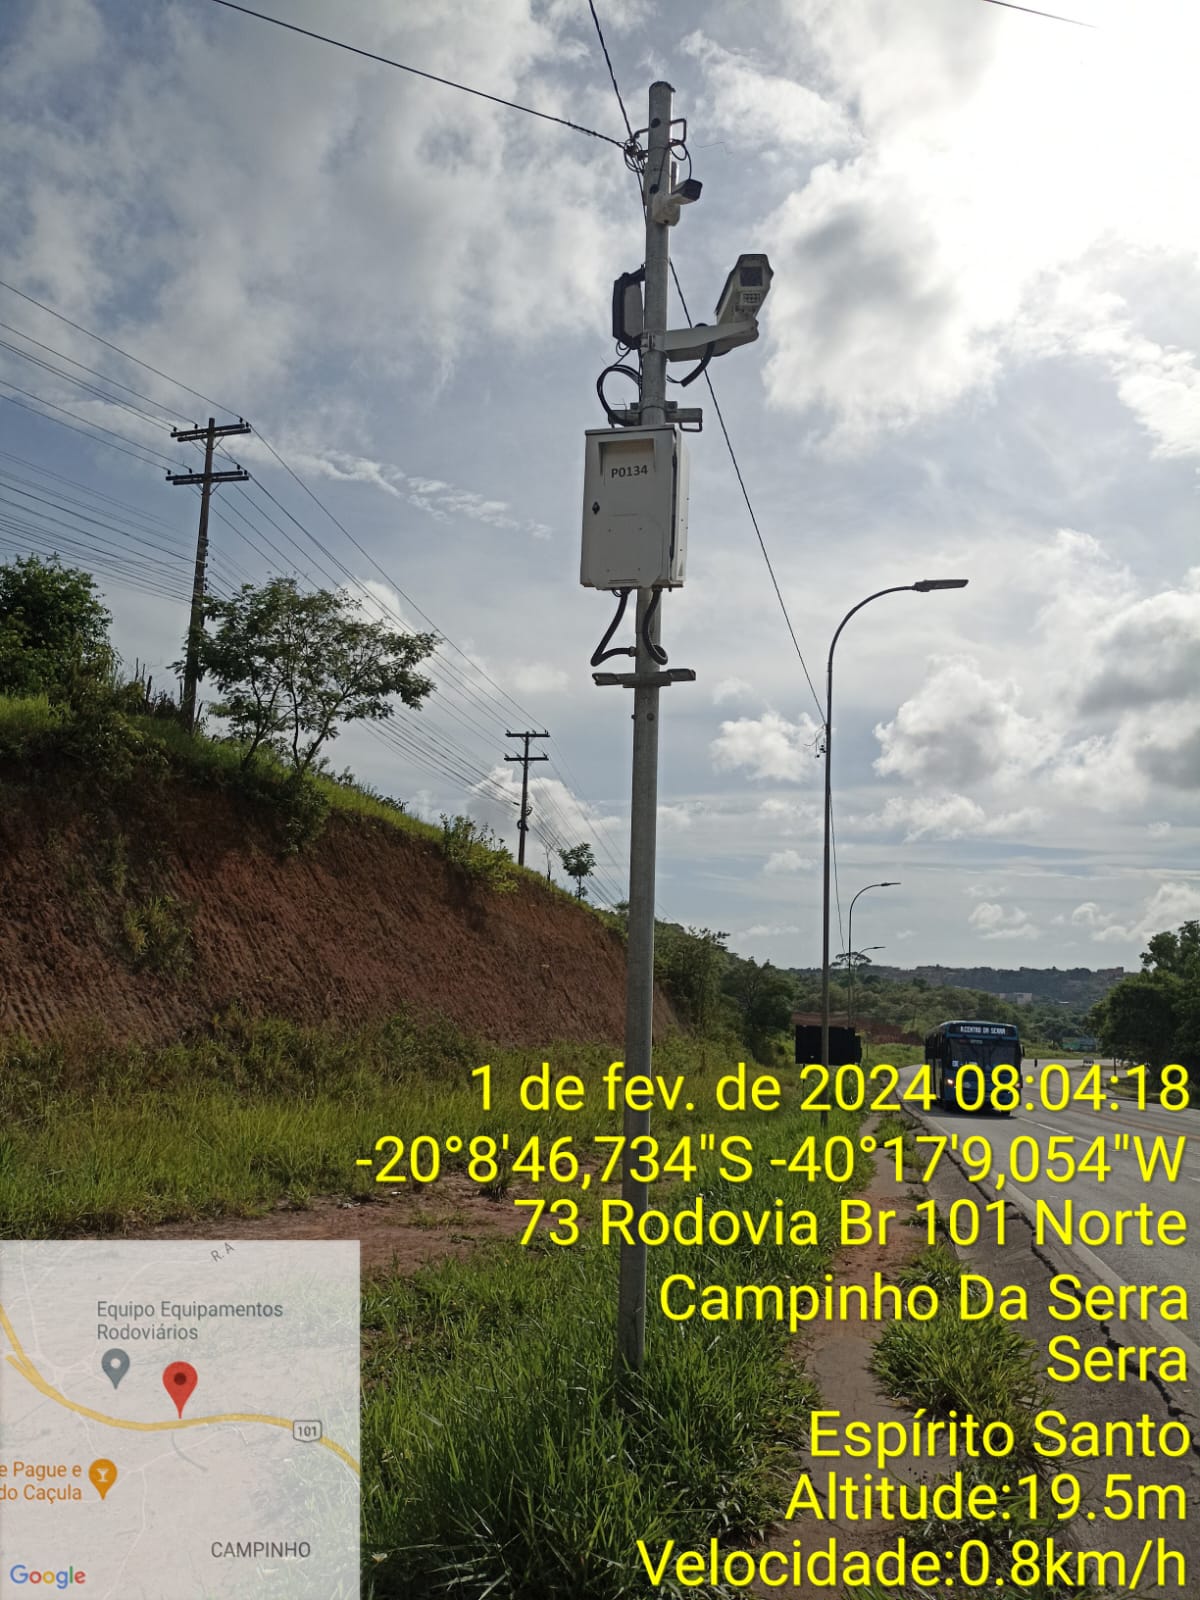 P0134
A.CENTRO DA SERRA
1 de fev. de 2024 08:04:18
-20°8'46,734"S -40°17'9,054"W
73 Rodovia Br 101 Norte
Campinho Da Serra
Serra
Espírito Santo
Altitude:19.5m
Velocidade:0.8km/h
R. A
Equipo Equipamentos
Rodoviários
101
e Pague e
do Caçula
CAMPINHO
Google